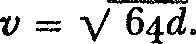 v = √64d.